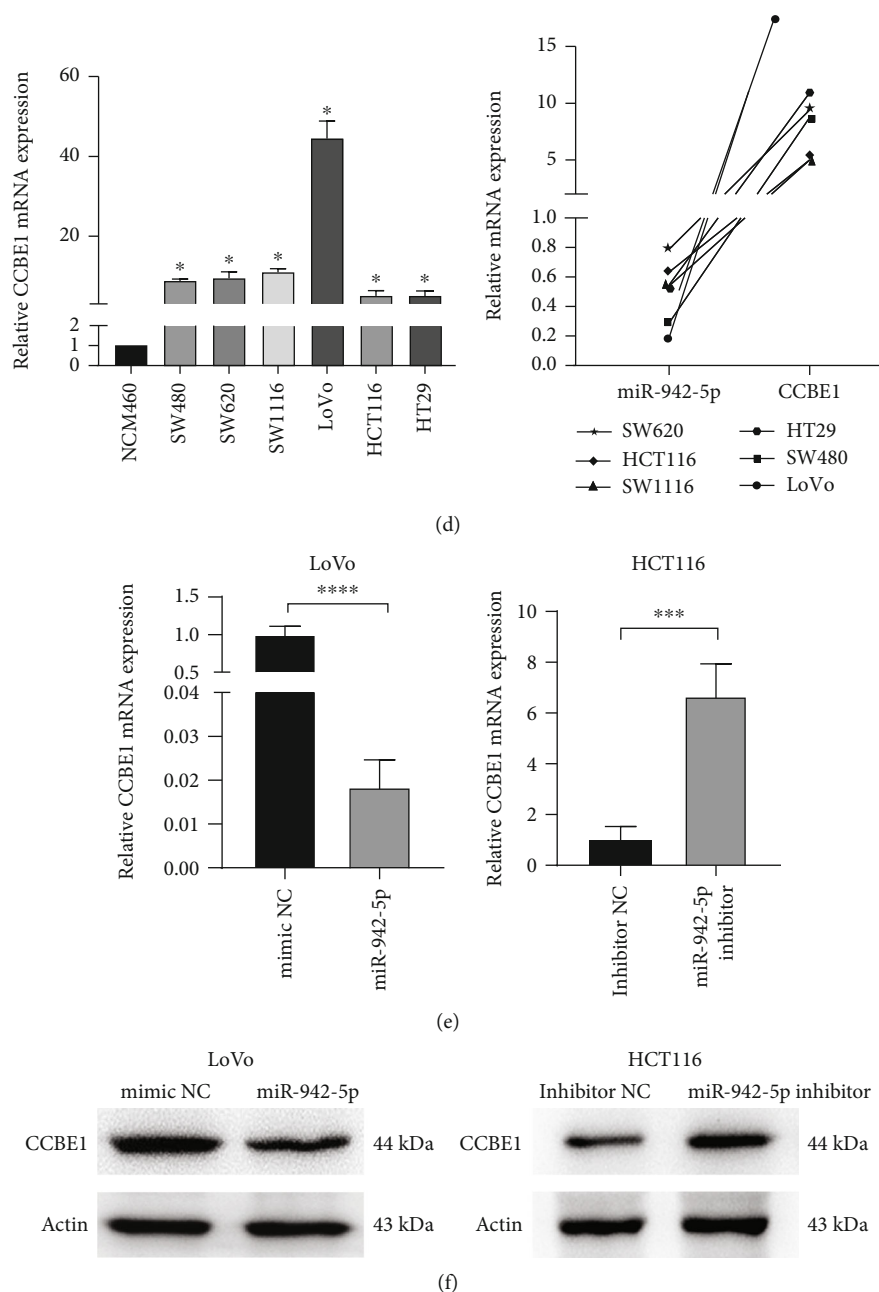 Relative CCBE1 mRNA expression
60
40
20
2
1
0
* * * * * *
NCM460
SW480
SW620
SW1116
LoVo
HCT116
HT29
Relative mRNA expression
15
10
5
1.0
0.8
0.6
0.4
0.2
0.0
miR-942-5p CCBE1
SW620 HT29
HCT116 SW480
SW1116 LoVo
(d)
LoVo
Relative CCBE1 mRNA expression
1.5
1.0
0.5
0.04
0.03
0.02
0.01
0.00
****
mimic NC
miR-942-5p
HCT116
Relative CCBE1 mRNA expression
10
8
6
4
2
0
***
Inhibitor NC
miR-942-5p
inhibitor
(e)
LoVo
mimic NC miR-942-5p
CCBE1 44 kDa
Actin 43 kDa
HCT116
Inhibitor NC miR-942-5p inhibitor
CCBE1 44 kDa
Actin 43 kDa
(f)